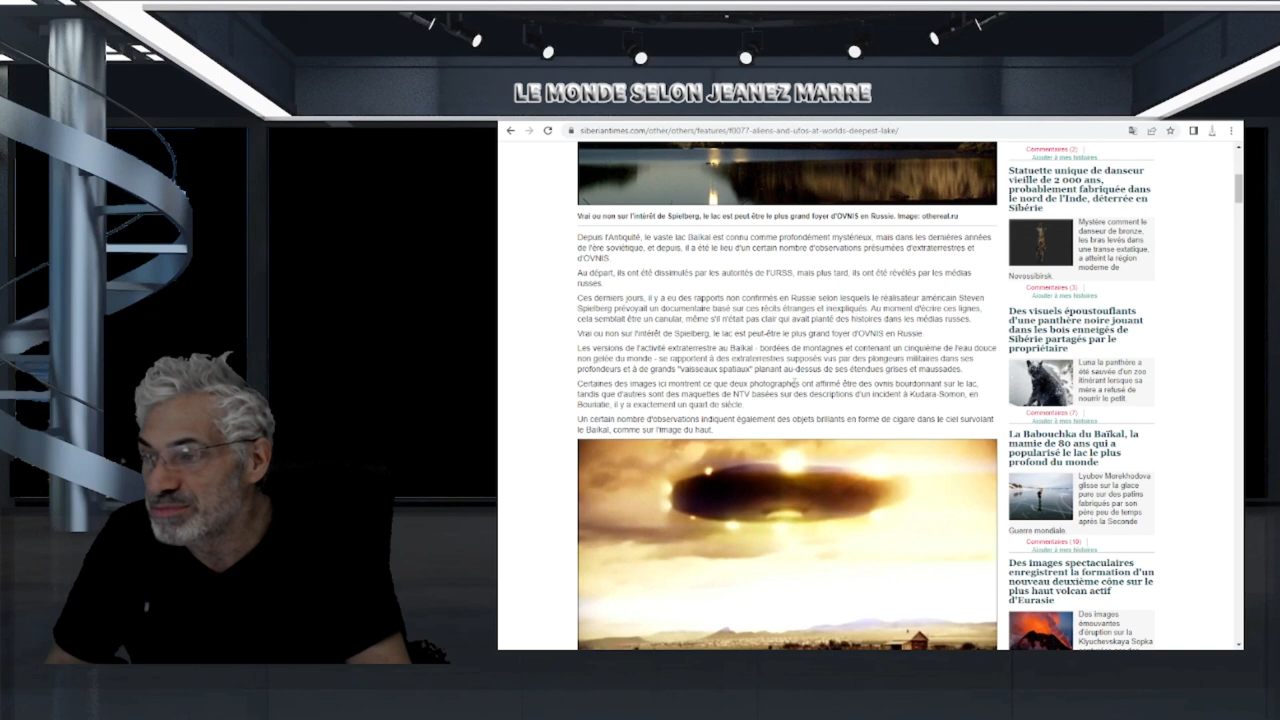 LE MONDE SELON JEANEZ MARRE
siberiantimes.com/other/others/features/f0077-aliens-and-ufos-at-worlds-deepest-lake/
Vrai ou non sur l'intérêt de Spielberg, le lac est peut-être le plus grand foyer d'OVNIS en Russie. Image: othereal.ru
Depuis l'Antiquité, le vaste lac Baïkal est connu comme profondément mystérieux, mais dans les dernières années
de l'ère soviétique, et depuis, il a été le lieu d'un certain nombre d'observations présumées d'extraterrestres et
d'OVNIS.
Au départ, ils ont été dissimulés par les autorités de l'URSS, mais plus tard, ils ont été révélés par les médias
russes.
Ces derniers jours, il y a eu des rapports non confirmés en Russie selon lesquels le réalisateur américain Steven
Spielberg prévoyait un documentaire basé sur ces récits étranges et inexpliqués. Au moment d'écrire ces lignes,
cela semblait être un canular, même s'il n'était pas clair qui avait planté des histoires dans les médias russes.
Vrai ou non sur l'intérêt de Spielberg, le lac est peut-être le plus grand foyer d'OVNIS en Russie.
Les versions de l'activité extraterrestre au Baïkal - bordées de montagnes et contenant un cinquième de l'eau douce
non gelée du monde - se rapportent à des extraterrestres supposés vus par des plongeurs militaires dans ses
profondeurs et à de grands "vaisseaux spatiaux" planant au-dessus de ses étendues grises et maussades.
Certaines des images ici montrent ce que deux photographes ont affirmé être des ovnis bourdonnant sur le lac,
tandis que d'autres sont des maquettes de NTV basées sur des descriptions d'un incident à Kudara-Somon, en
Bouriatie, il y a exactement un quart de siècle.
Un certain nombre d'observations indiquent également des objets brillants en forme de cigare dans le ciel survolant
le Baïkal, comme sur l'image du haut.
Commentaires (2)
Ajouter à mes histoires
Statuette unique de danseur
vieille de 2 000 ans,
probablement fabriquée dans
le nord de l'Inde, déterrée en
Sibérie
Mystère comment le
danseur de bronze,
les bras levés dans
une transe extatique,
a atteint la région
moderne de
Novossibirsk.
Commentaires (3)
Ajouter à mes histoires
Des visuels époustouflants
d'une panthère noire jouant
dans les bois enneigés de
Sibérie partagés par le
propriétaire
Luna la panthère a
été sauvée d'un zoo
itinérant lorsque sa
mère a refusé de
nourrir le petit
Commentaires (7)
Ajouter à mes histoires
La Babouchka du Baïkal, la
mamie de 80 ans qui a
popularisé le lac le plus
profond du monde
Lyubov Morekhodova
glisse sur la glace
pure sur des patins
fabriqués par son
père peu de temps
après la Seconde
Guerre mondiale.
Commentaires (10)
Ajouter à mes histoires
Des images spectaculaires
enregistrent la formation d'un
nouveau deuxième cône sur le
plus haut volcan actif
d'Eurasie
Des images
émouvantes
d'éruption sur la
Klyuchevskaya Sopka